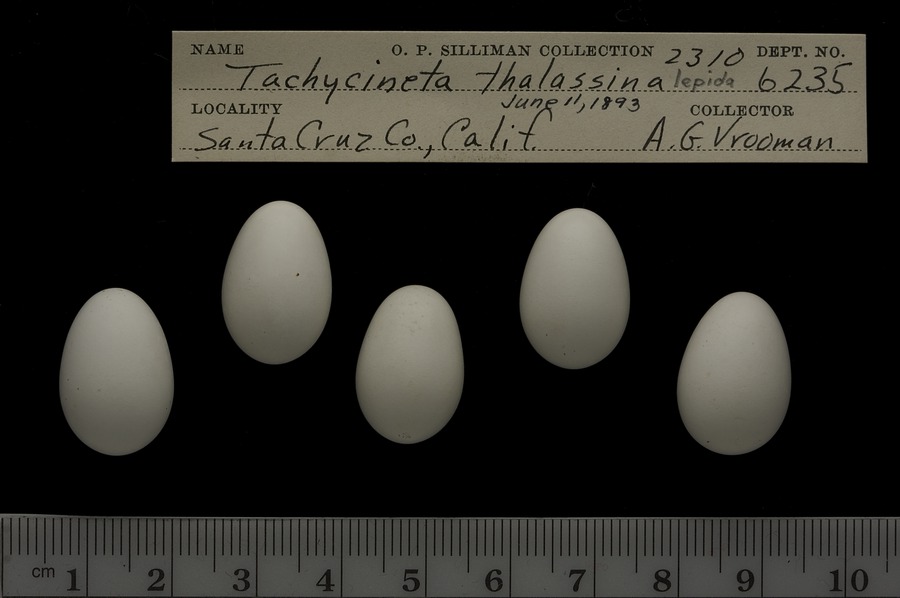 NAME O. P. SILLIMAN COLLECTION 2310 DEPT. NO.
Tachycineta thalassina lepida 6235
LOCALITY June 11, 1893 COLLECTOR
Santa Cruz Co., Calif. A. G. Vrooman
cm 1 2 3 4 5 6 7 8 9 10